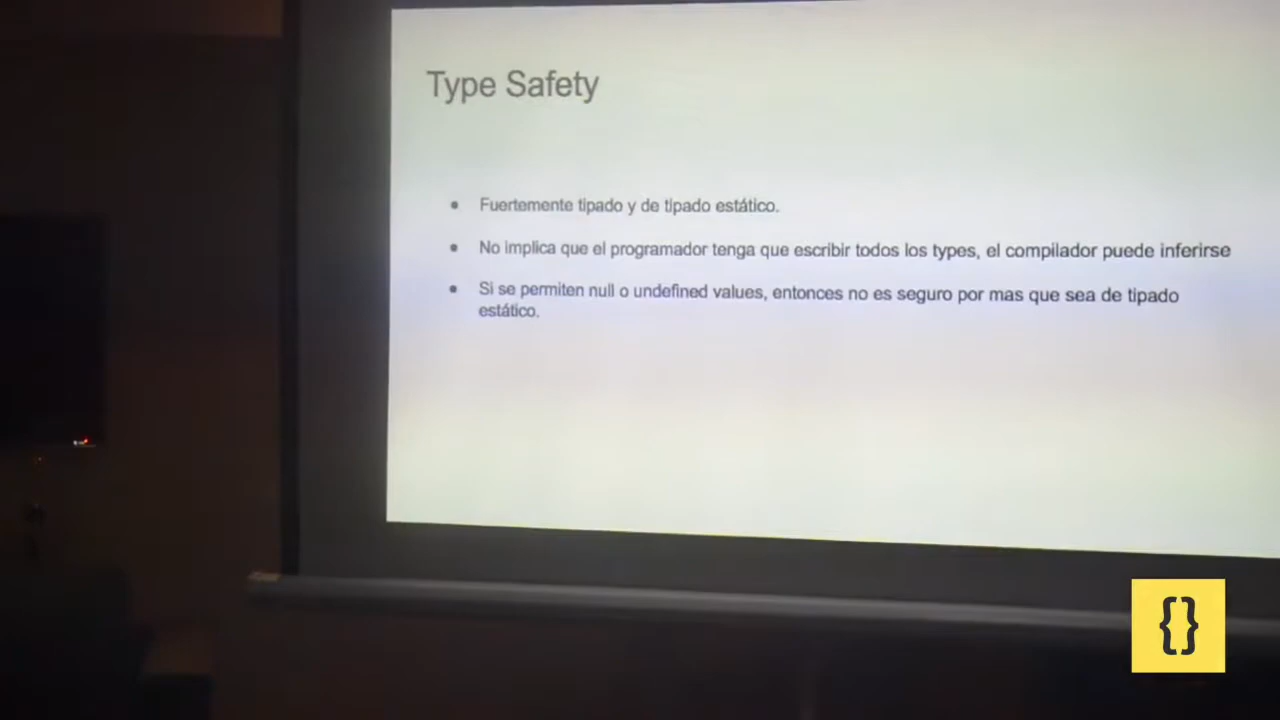 Type Safety
Fuertemente tipado y de tipado estático.
No implica que el programador tenga que escribir todos los types, el compilador puede inferirse
Si se permiten null o undefined values, entonces no es seguro por mas que sea de tipado
estático.
{}